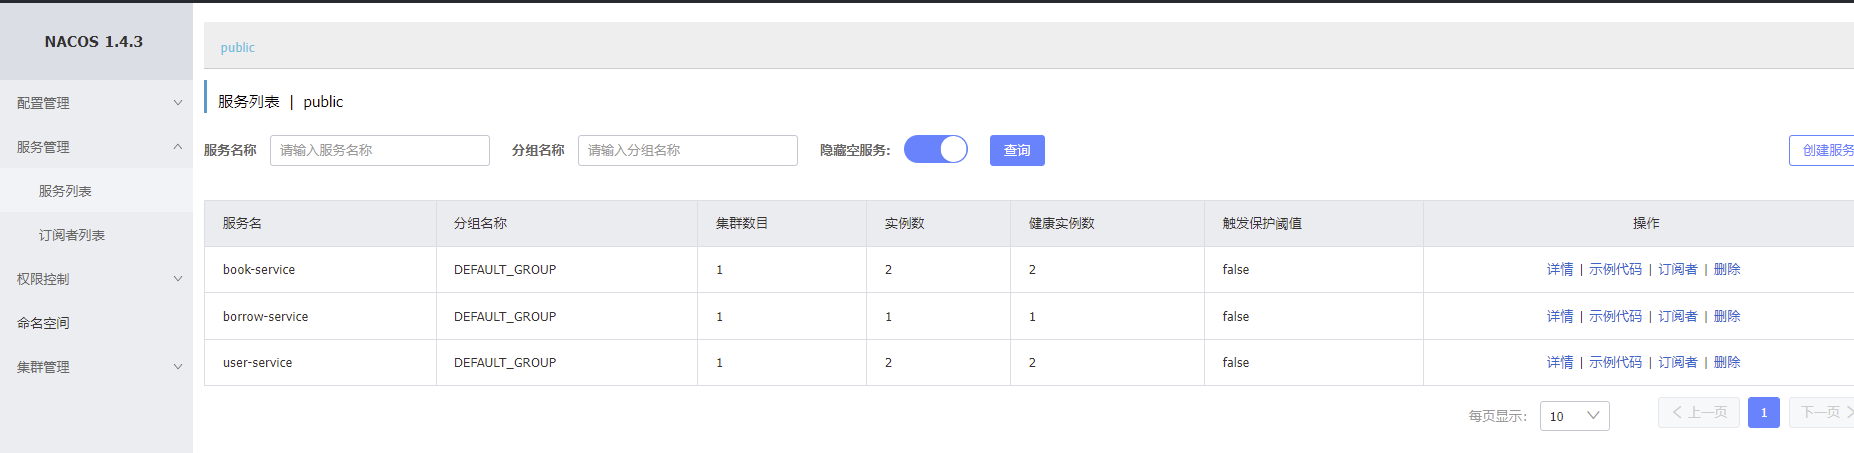 NACOS 1.4.3
配置管理
服务管理
服务列表
订阅者列表
权限控制
命名空间
集群管理
public
服务列表 | public
服务名称 请输入服务名称 分组名称 请输入分组名称 隐藏空服务: 查询 创建服务
服务名 分组名称 集群数目 实例数 健康实例数 触发保护阈值 操作
book-service DEFAULT_GROUP 1 2 2 false 详情 | 示例代码 | 订阅者 | 删除
borrow-service DEFAULT_GROUP 1 1 1 false 详情 | 示例代码 | 订阅者 | 删除
user-service DEFAULT_GROUP 1 2 2 false 详情 | 示例代码 | 订阅者 | 删除
每页显示: 10 上一页 1 下一页